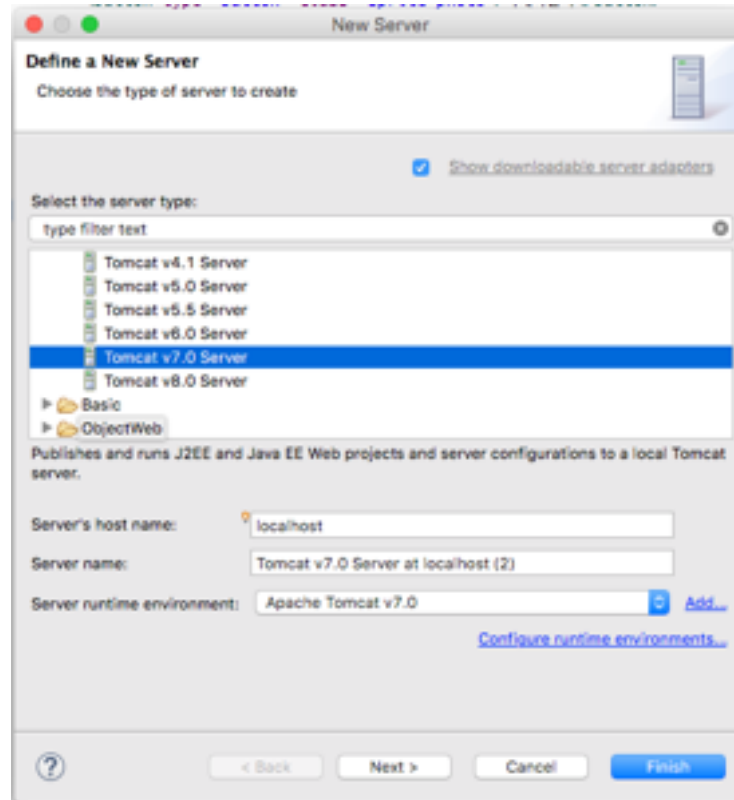 New Server
Define a New Server
Choose the type of server to create
Show downloadable server adapters
Select the server type:
type filter text
Tomcat v4.1 Server
Tomcat v5.0 Server
Tomcat v5.5 Server
Tomcat v6.0 Server
Tomcat v7.0 Server
Tomcat v8.0 Server
Basic
ObjectWeb
Publishes and runs J2EE and Java EE Web projects and server configurations to a local Tomcat
server.
Server's host name: localhost
Server name: Tomcat v7.0 Server at localhost (2)
Server runtime environment: Apache Tomcat v7.0 Add...
Configure runtime environments...
? < Back Next > Cancel Finish